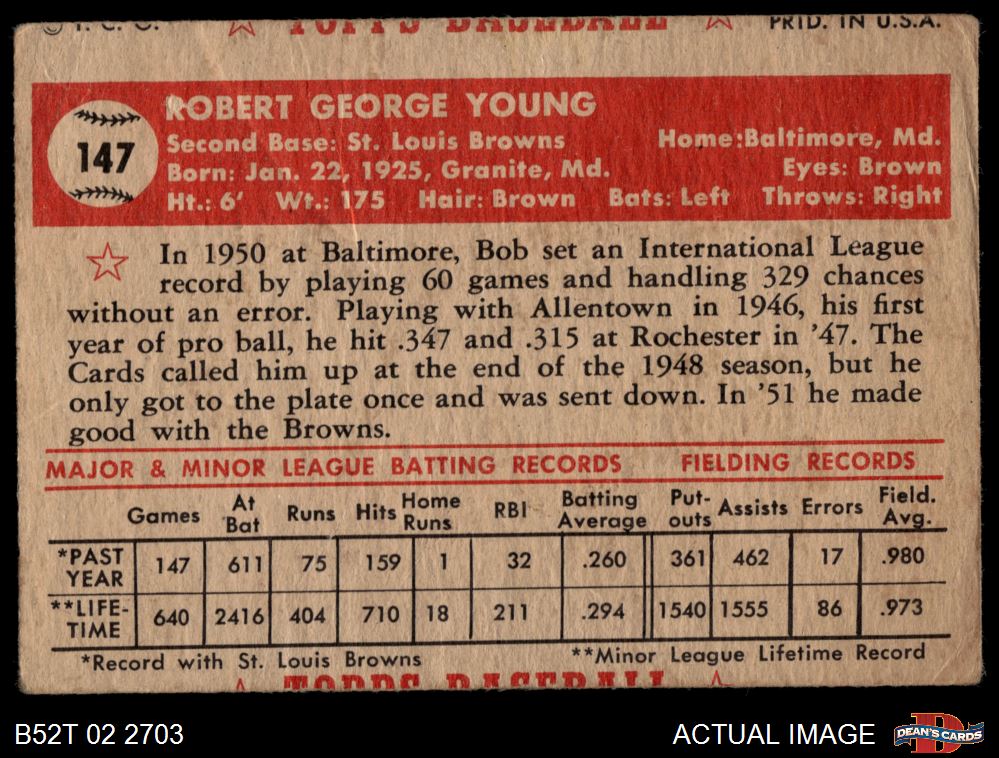 © T. C. C. TOPPS BASEBALL PRTD. IN U.S.A.
ROBERT GEORGE YOUNG
147
Second Base: St. Louis Browns Home:Baltimore, Md.
Born: Jan. 22, 1925, Granite, Md. Eyes: Brown
Ht.: 6' Wt.: 175 Hair: Brown Bats: Left Throws: Right
In 1950 at Baltimore, Bob set an International League
record by playing 60 games and handling 329 chances
without an error. Playing with Allentown in 1946, his first
year of pro ball, he hit .347 and .315 at Rochester in '47. The
Cards called him up at the end of the 1948 season, but he
only got to the plate once and was sent down. In '51 he made
good with the Browns.
MAJOR & MINOR LEAGUE BATTING RECORDS FIELDING RECORDS
Games At Bat Runs Hits Home Runs RBI Batting Average Put-outs Assists Errors Field. Avg.
*PAST YEAR 147 611 75 159 1 32 .260 361 462 17 .980
**LIFE-TIME 640 2416 404 710 18 211 .294 1540 1555 86 .973
*Record with St. Louis Browns **Minor League Lifetime Record
TOPPS BASEBALL
B52T 02 2703 ACTUAL IMAGE DEAN'S CARDS